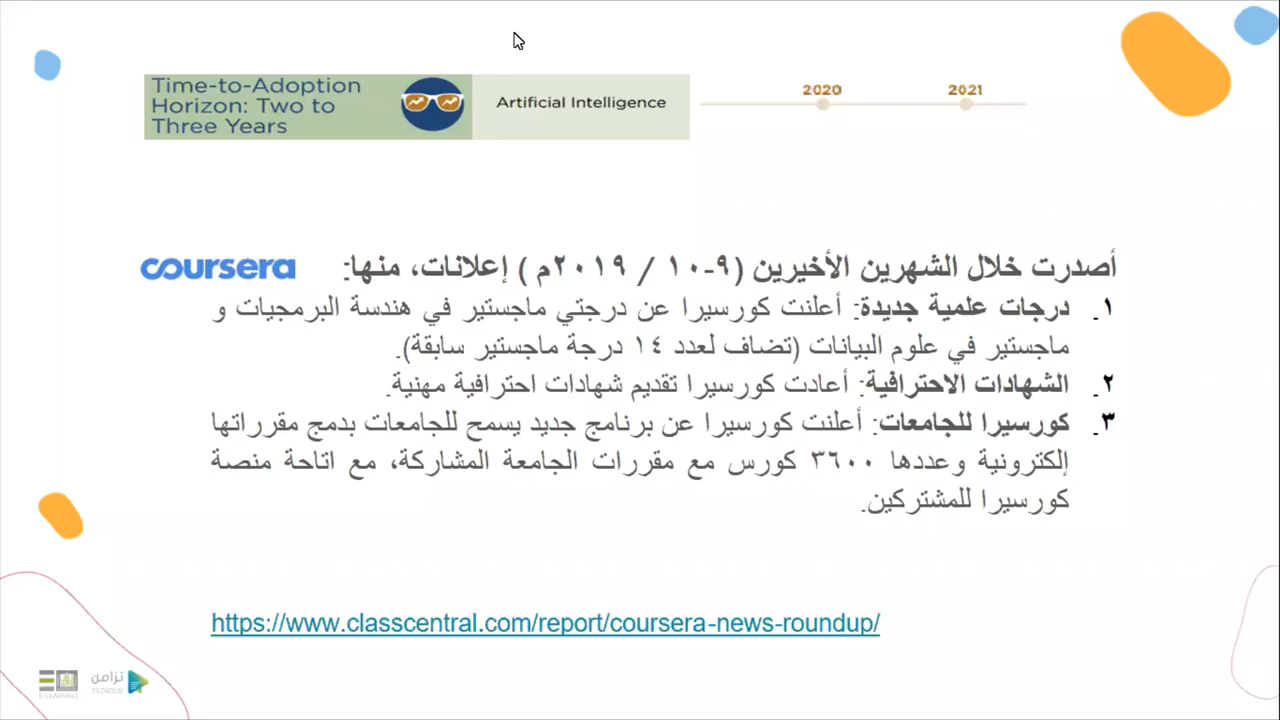 Time-to-Adoption
Horizon: Two to
Three Years
Artificial Intelligence
2020
2021
coursera
أصدرت خلال الشهرين الأخيرين (٩-١٠ / ٢٠١٩م ) إعلانات، منها:
١. درجات علمية جديدة: أعلنت كورسيرا عن درجتي ماجستير في هندسة البرمجيات و
ماجستير في علوم البيانات (تضاف لعدد ١٤ درجة ماجستير سابقة).
٢. الشهادات الاحترافية: أعادت كورسيرا تقديم شهادات احترافية مهنية.
٣. كورسيرا للجامعات: أعلنت كورسيرا عن برنامج جديد يسمح للجامعات بدمج مقرراتها
إلكترونية وعددها ٣٦٠٠ كورس مع مقررات الجامعة المشاركة، مع اتاحة منصة
كورسيرا للمشتركين.
https://www.classcentral.com/report/coursera-news-roundup/
E-LEARNING
تزامن
TAZAMUN